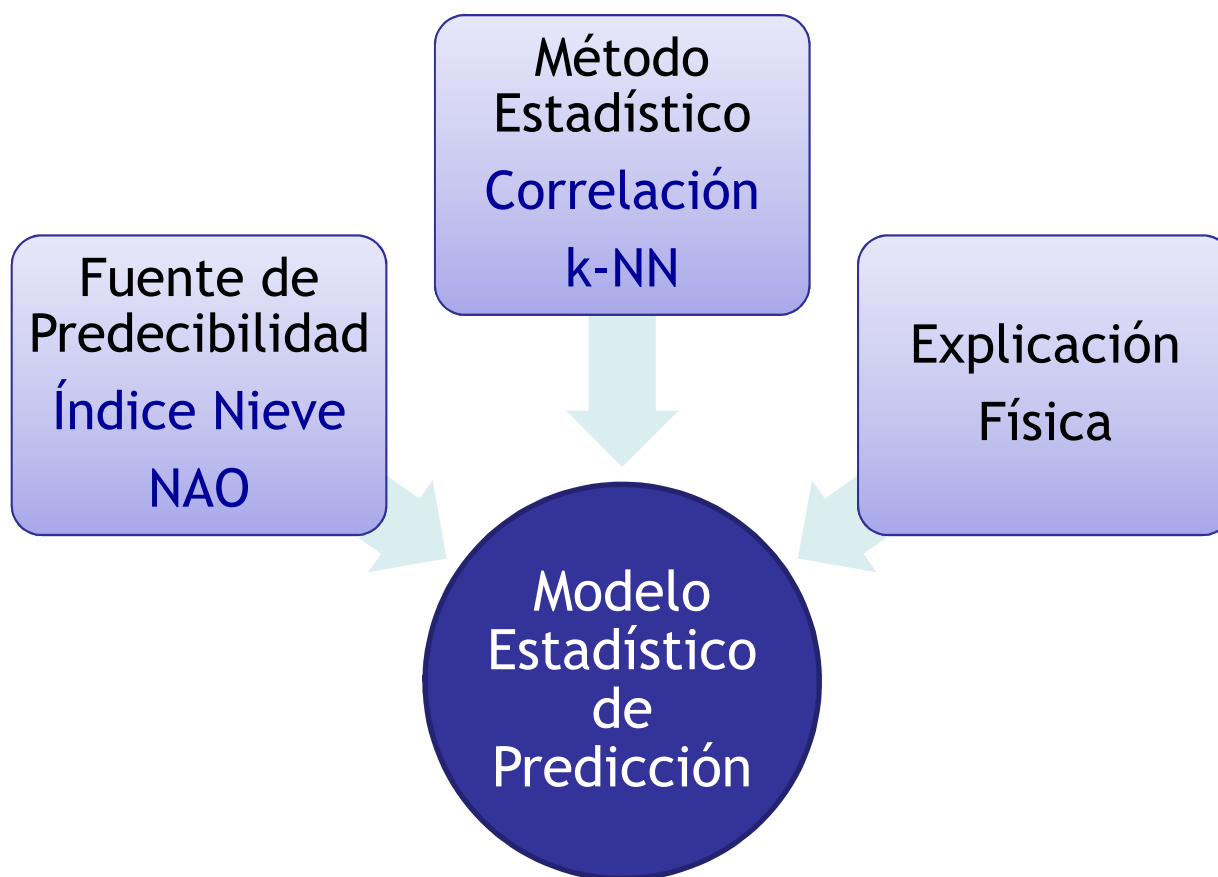 Método
Estadístico
Correlación
k-NN
Fuente de
Predecibilidad
Índice Nieve
NAO
Explicación
Física
Modelo
Estadístico
de
Predicción